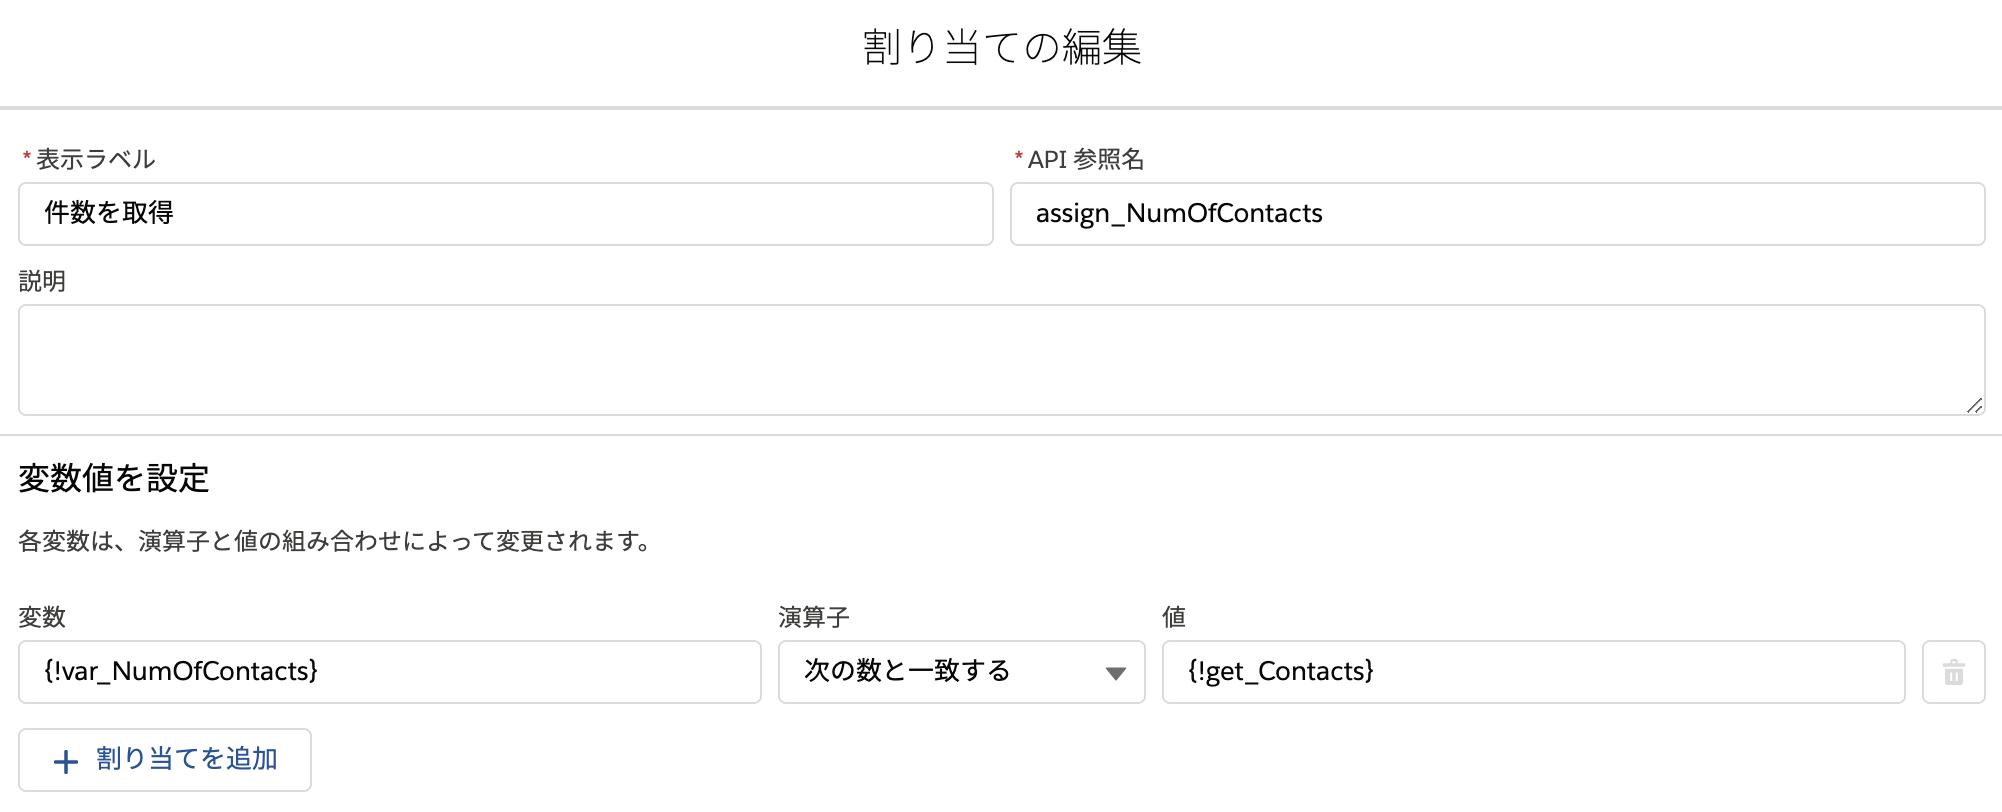 割り当ての編集
*表示ラベル
*API 参照名
件数を取得
assign_NumOfContacts
説明
変数値を設定
各変数は、演算子と値の組み合わせによって変更されます。
変数
演算子
値
{!var_NumOfContacts}
次の数と一致する
{!get_Contacts}
+ 割り当てを追加